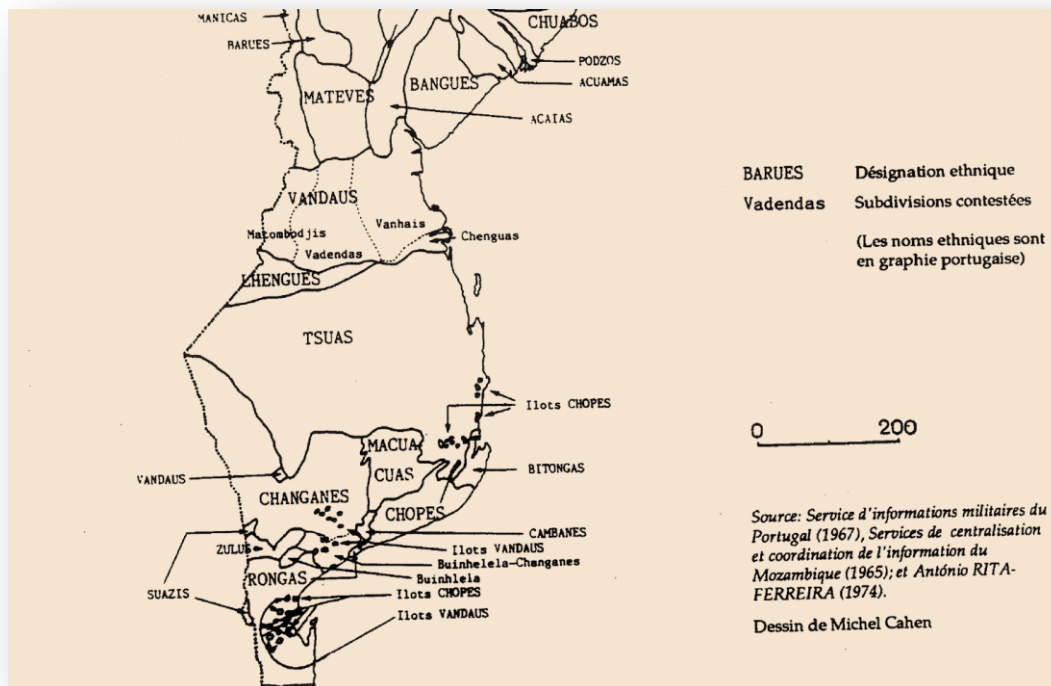 CHUABOS
MANICAS
BARUES
PODZOS
BANGUES
ACUAMAS
MATEVES
ACAIAS
VANDAUS
Vanhais
Matombodjis
Chenguas
Vadendas
LHENGUES
TSUAS
Ilots CHOPES
MACUA
CUAS
BITONGAS
VANDAUS
CHANGANES
CHOPES
CAMBANES
ZULUS
Ilots VANDAUS
Buinhelela-Changanes
RONGAS
Buinhlela
SUAZIS
Ilots CHOPES
Ilots VANDAUS
BARUES Désignation ethnique
Vadendas Subdivisions contestées
(Les noms ethniques sont
en graphie portugaise)
0 200
Source: Service d'informations militaires du
Portugal (1967), Services de centralisation
et coordination de l'information du
Mozambique (1965); et António RITA-
FERREIRA (1974).
Dessin de Michel Cahen